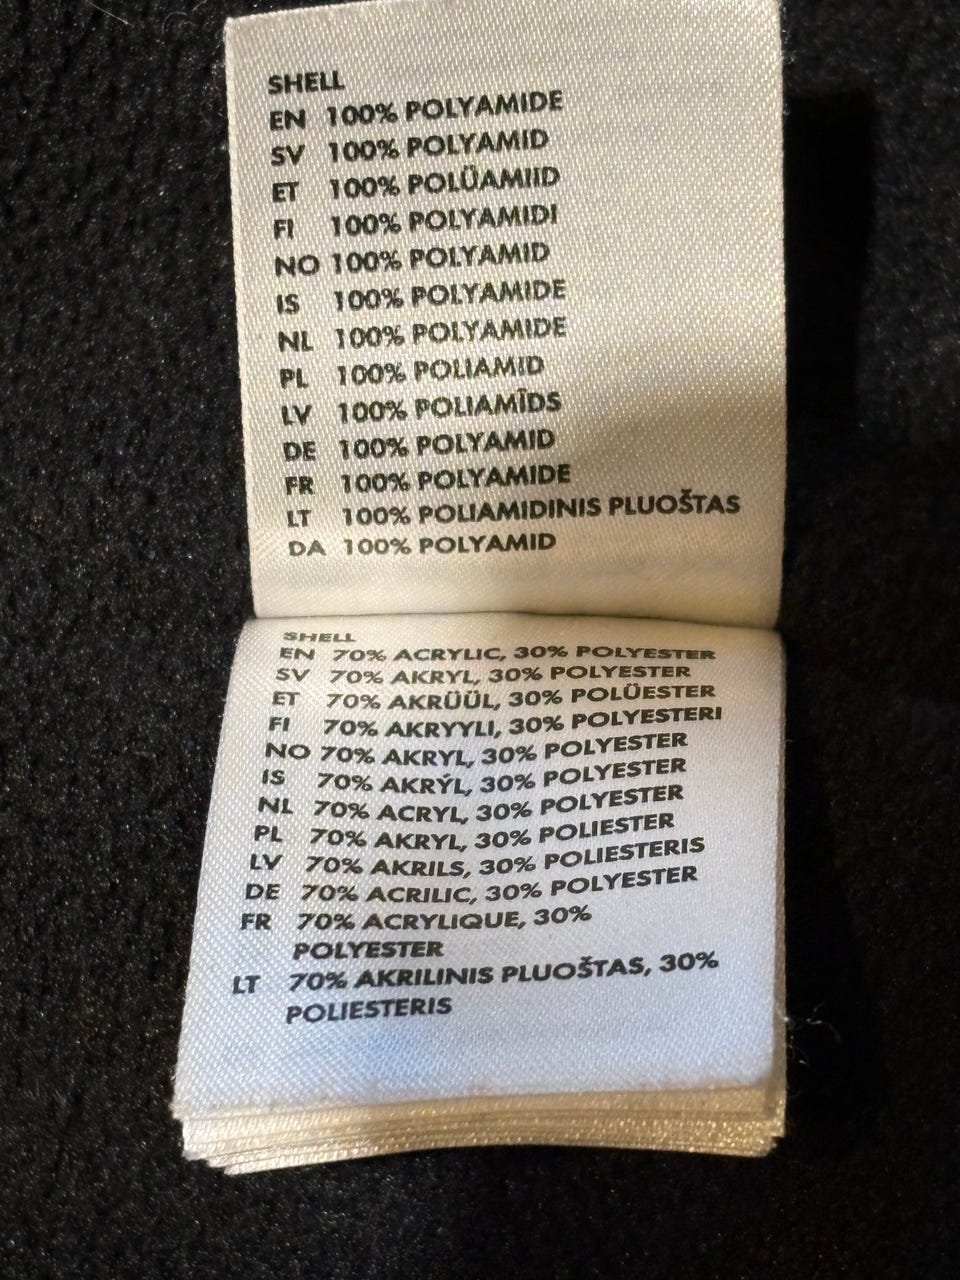 SHELL
EN 100% POLYAMIDE
SV 100% POLYAMID
ET 100% POLÜAMIID
FI 100% POLYAMIDI
NO 100% POLYAMID
IS 100% POLYAMIDE
NL 100% POLYAMIDE
PL 100% POLIAMID
LV 100% POLIAMĪDS
DE 100% POLYAMID
FR 100% POLYAMIDE
LT 100% POLIAMIDINIS PLUOŠTAS
DA 100% POLYAMID
SHELL
EN 70% ACRYLIC, 30% POLYESTER
SV 70% AKRYL, 30% POLYESTER
ET 70% AKRÜÜL, 30% POLÜESTER
FI 70% AKRYYLI, 30% POLYESTERI
NO 70% AKRYL, 30% POLYESTER
IS 70% AKRÝL, 30% POLYESTER
NL 70% ACRYL, 30% POLYESTER
PL 70% AKRYL, 30% POLIESTER
LV 70% AKRILS, 30% POLIESTERIS
DE 70% ACRILIC, 30% POLYESTER
FR 70% ACRYLIQUE, 30%
POLYESTER
LT 70% AKRILINIS PLUOŠTAS, 30%
POLIESTERIS